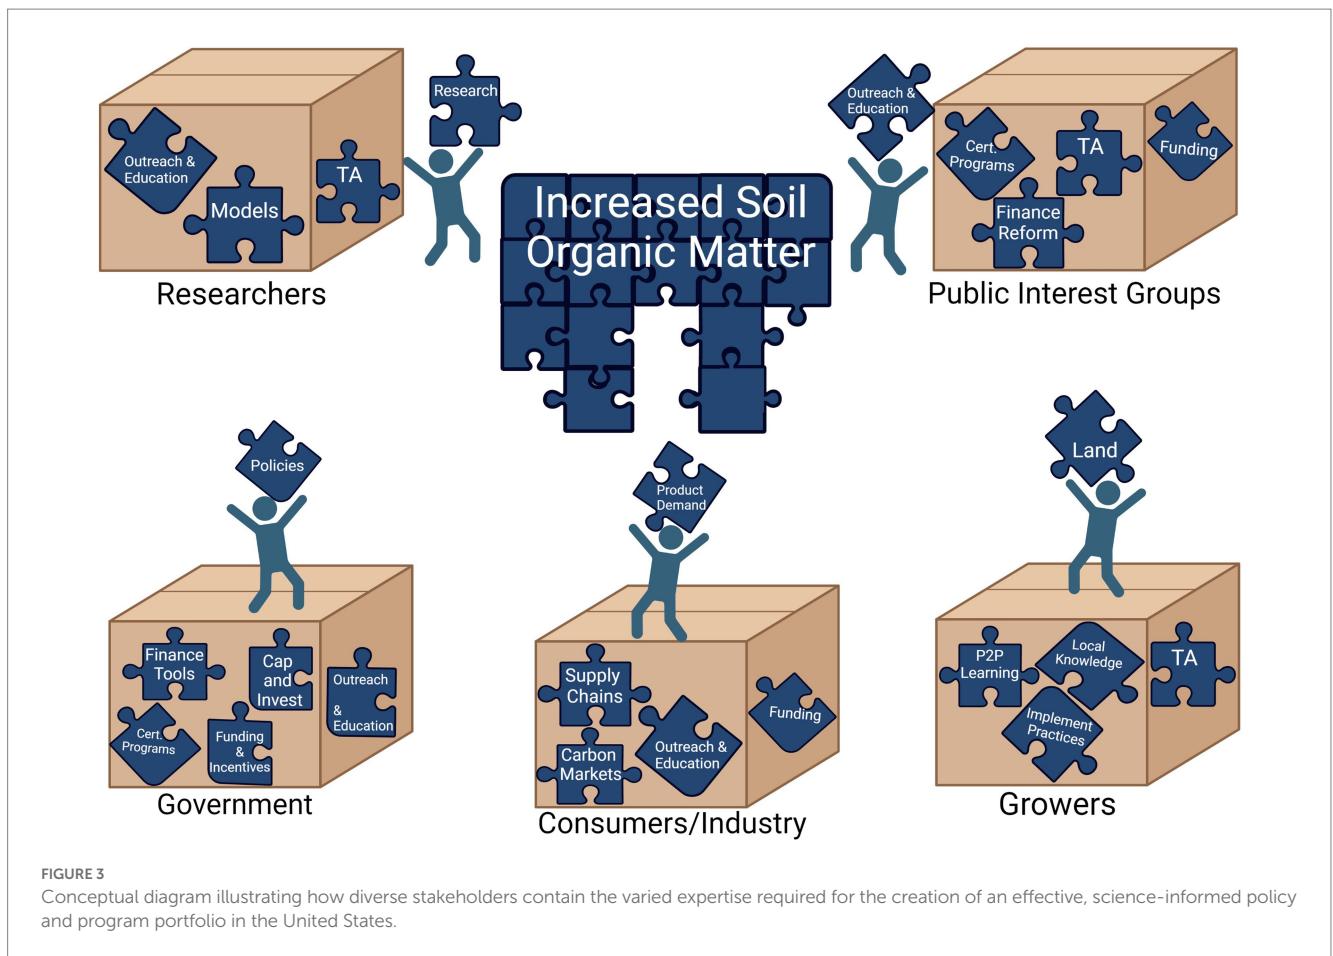 Research
Outreach &
Education
Models
TA
Researchers
Increased Soil
Organic Matter
Outreach &
Education
Cert.
Programs
TA
Funding
Finance
Reform
Public Interest Groups
Policies
Finance
Tools
Cap
and
Invest
Outreach
&
Education
Cert.
Programs
Funding
&
Incentives
Government
Product
Demand
Supply
Chains
Carbon
Markets
Outreach &
Education
Funding
Consumers/Industry
Land
P2P
Learning
Local
Knowledge
TA
Implement
Practices
Growers
FIGURE 3
Conceptual diagram illustrating how diverse stakeholders contain the varied expertise required for the creation of an effective, science-informed policy
and program portfolio in the United States.